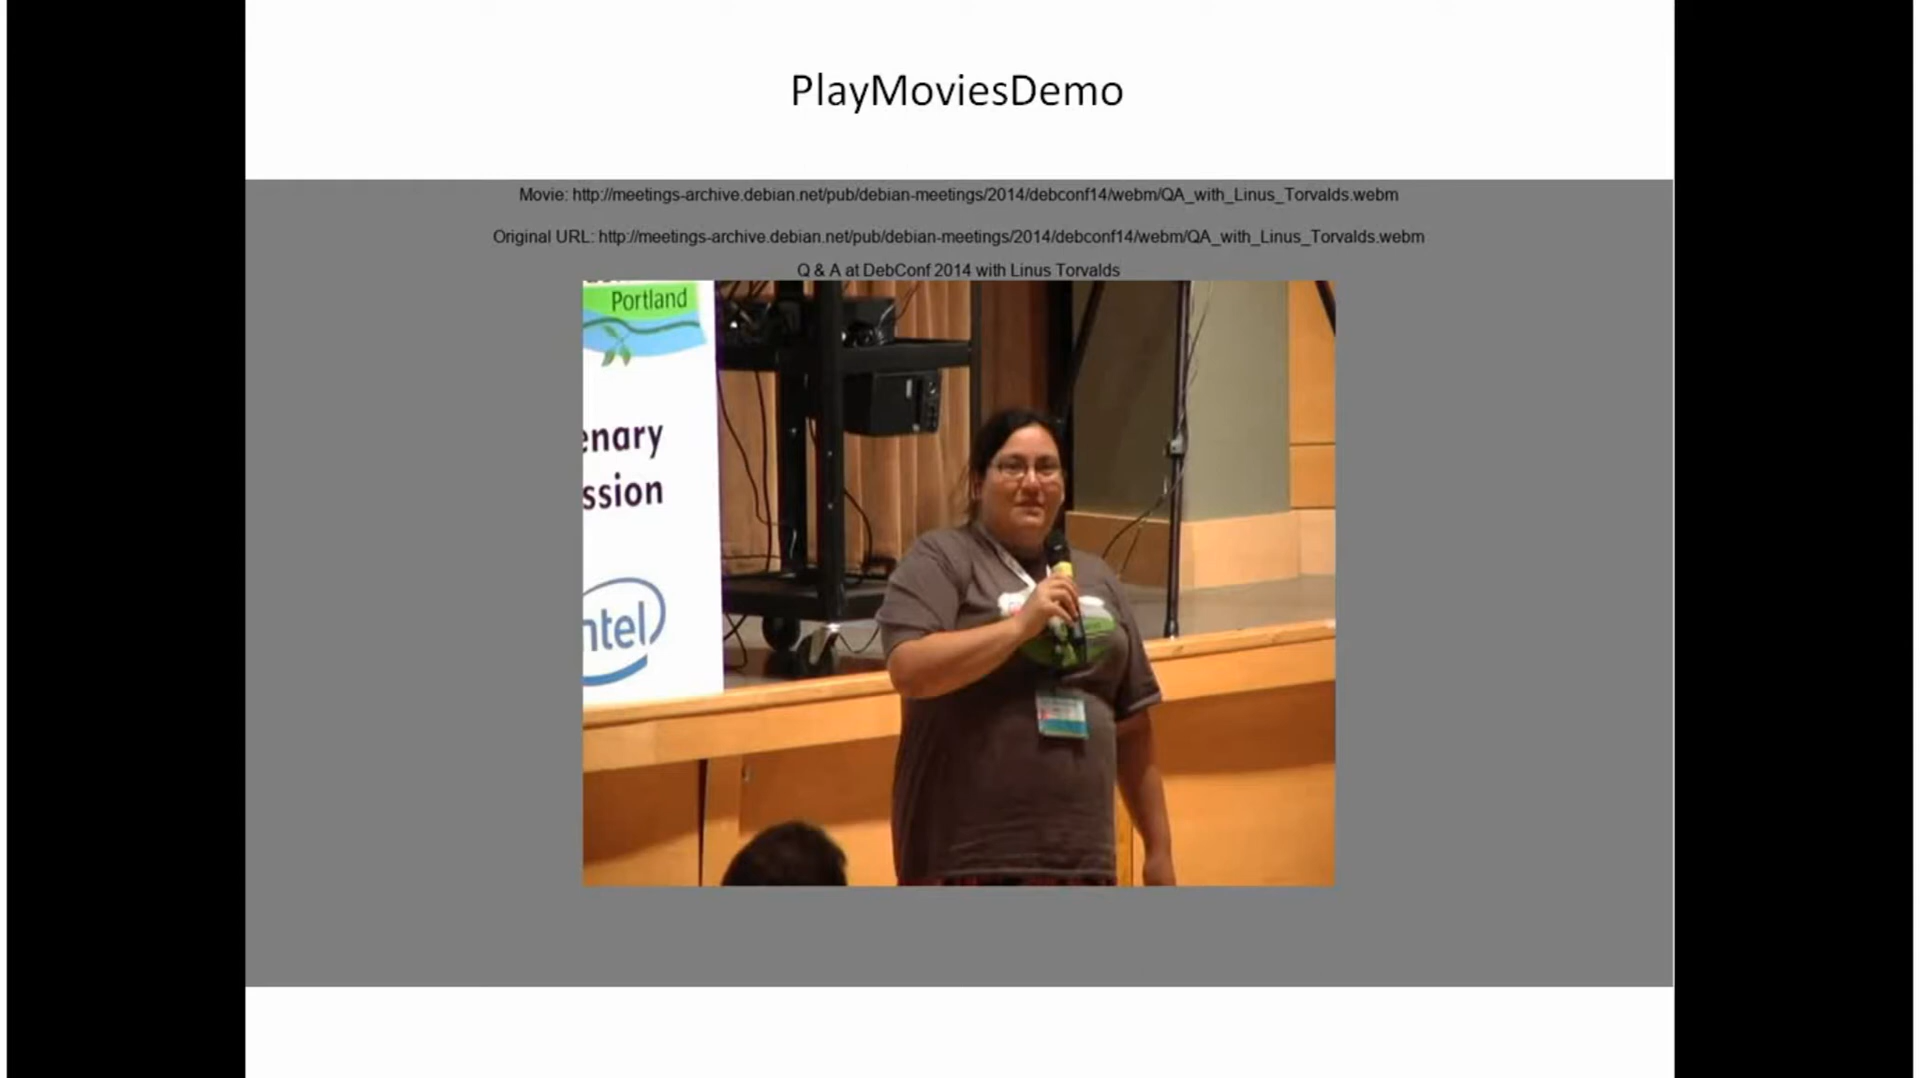 PlayMoviesDemo
Movie: http://meetings-archive.debian.net/pub/debian-meetings/2014/debconf14/webm/QA_with_Linus_Torvalds.webm
Original URL: http://meetings-archive.debian.net/pub/debian-meetings/2014/debconf14/webm/QA_with_Linus_Torvalds.webm
Q & A at DebConf 2014 with Linus Torvalds
Portland
enary
ssion
ntel